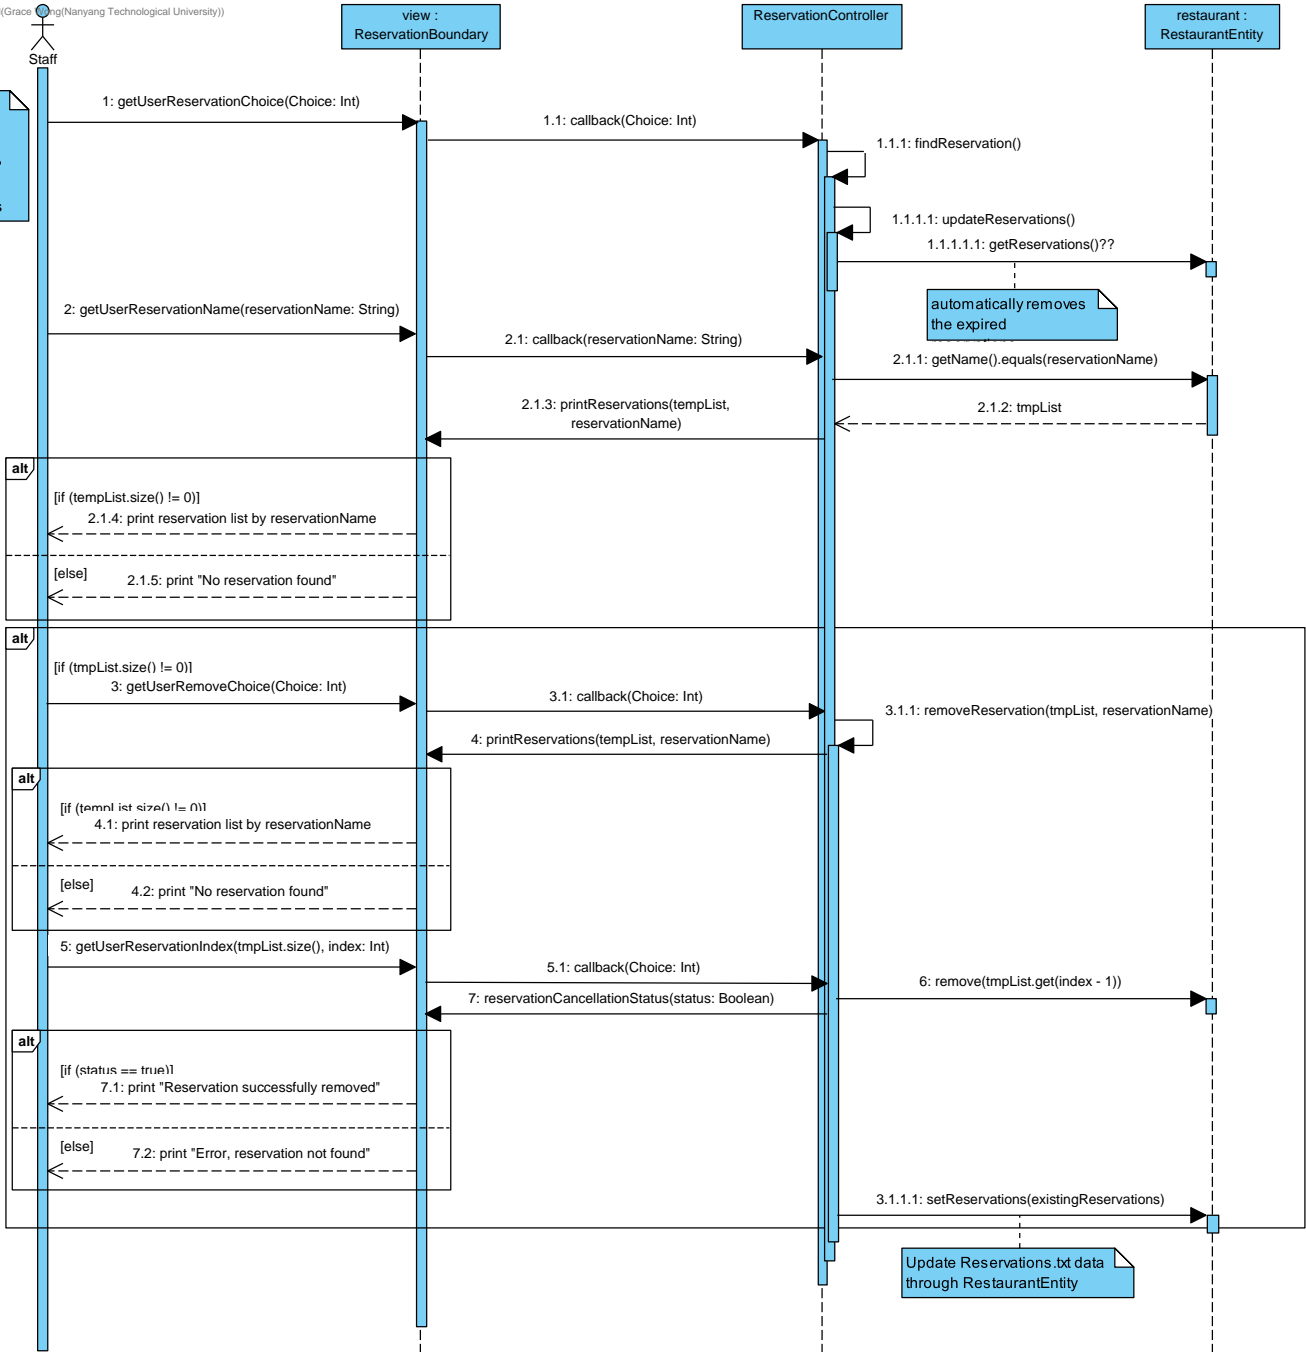 (Grace Wong(Nanyang Technological University))
Staff
view :
ReservationBoundary
ReservationController
restaurant :
RestaurantEntity
1: getUserReservationChoice(Choice: Int)
1.1: callback(Choice: Int)
1.1.1: findReservation()
1.1.1.1: updateReservations()
1.1.1.1.1: getReservations()??
automatically removes
the expired
2: getUserReservationName(reservationName: String)
2.1: callback(reservationName: String)
2.1.1: getName().equals(reservationName)
2.1.2: tmpList
2.1.3: printReservations(tempList,
reservationName)
alt
[if (tempList.size() != 0)]
2.1.4: print reservation list by reservationName
[else]
2.1.5: print "No reservation found"
alt
[if (tmpList.size() != 0)]
3: getUserRemoveChoice(Choice: Int)
3.1: callback(Choice: Int)
3.1.1: removeReservation(tmpList, reservationName)
4: printReservations(tempList, reservationName)
alt
[if (tempList.size() != 0)]
4.1: print reservation list by reservationName
[else]
4.2: print "No reservation found"
5: getUserReservationIndex(tmpList.size(), index: Int)
5.1: callback(Choice: Int)
6: remove(tmpList.get(index - 1))
7: reservationCancellationStatus(status: Boolean)
alt
[if (status == true)]
7.1: print "Reservation successfully removed"
[else]
7.2: print "Error, reservation not found"
3.1.1.1: setReservations(existingReservations)
Update Reservations.txt data
through RestaurantEntity